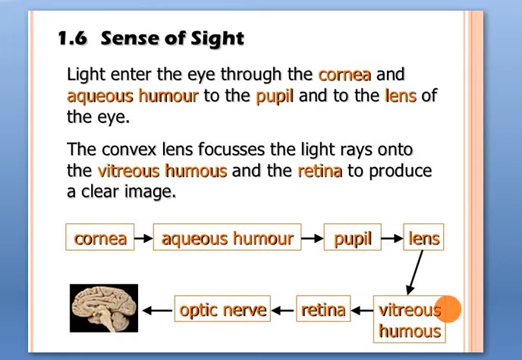 1.6 Sense of Sight
Light enter the eye through the cornea and
aqueous humour to the pupil and to the lens of
the eye.
The convex lens focusses the light rays onto
the vitreous humous and the retina to produce
a clear image.
cornea
aqueous humour
pupil
lens
vitreous
humous
retina
optic nerve